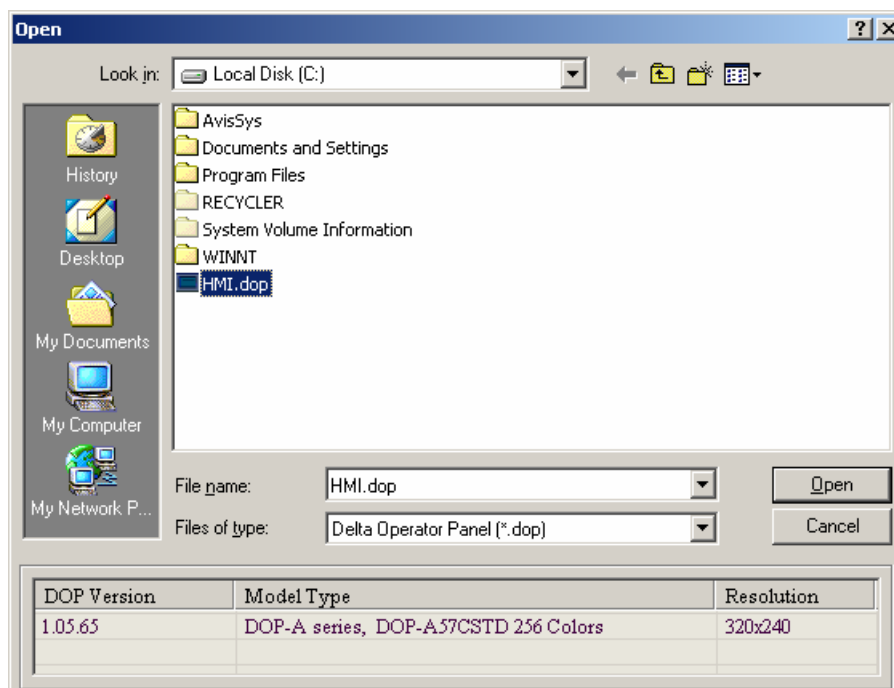 Open
Look in: Local Disk (C:)
History
Desktop
My Documents
My Computer
My Network P...
AvisSys
Documents and Settings
Program Files
RECYCLER
System Volume Information
WINNT
HMI.dop
File name: HMI.dop Open
Files of type: Delta Operator Panel (*.dop) Cancel
DOP Version Model Type Resolution
1.05.65 DOP-A series, DOP-A57CSTD 256 Colors 320x240